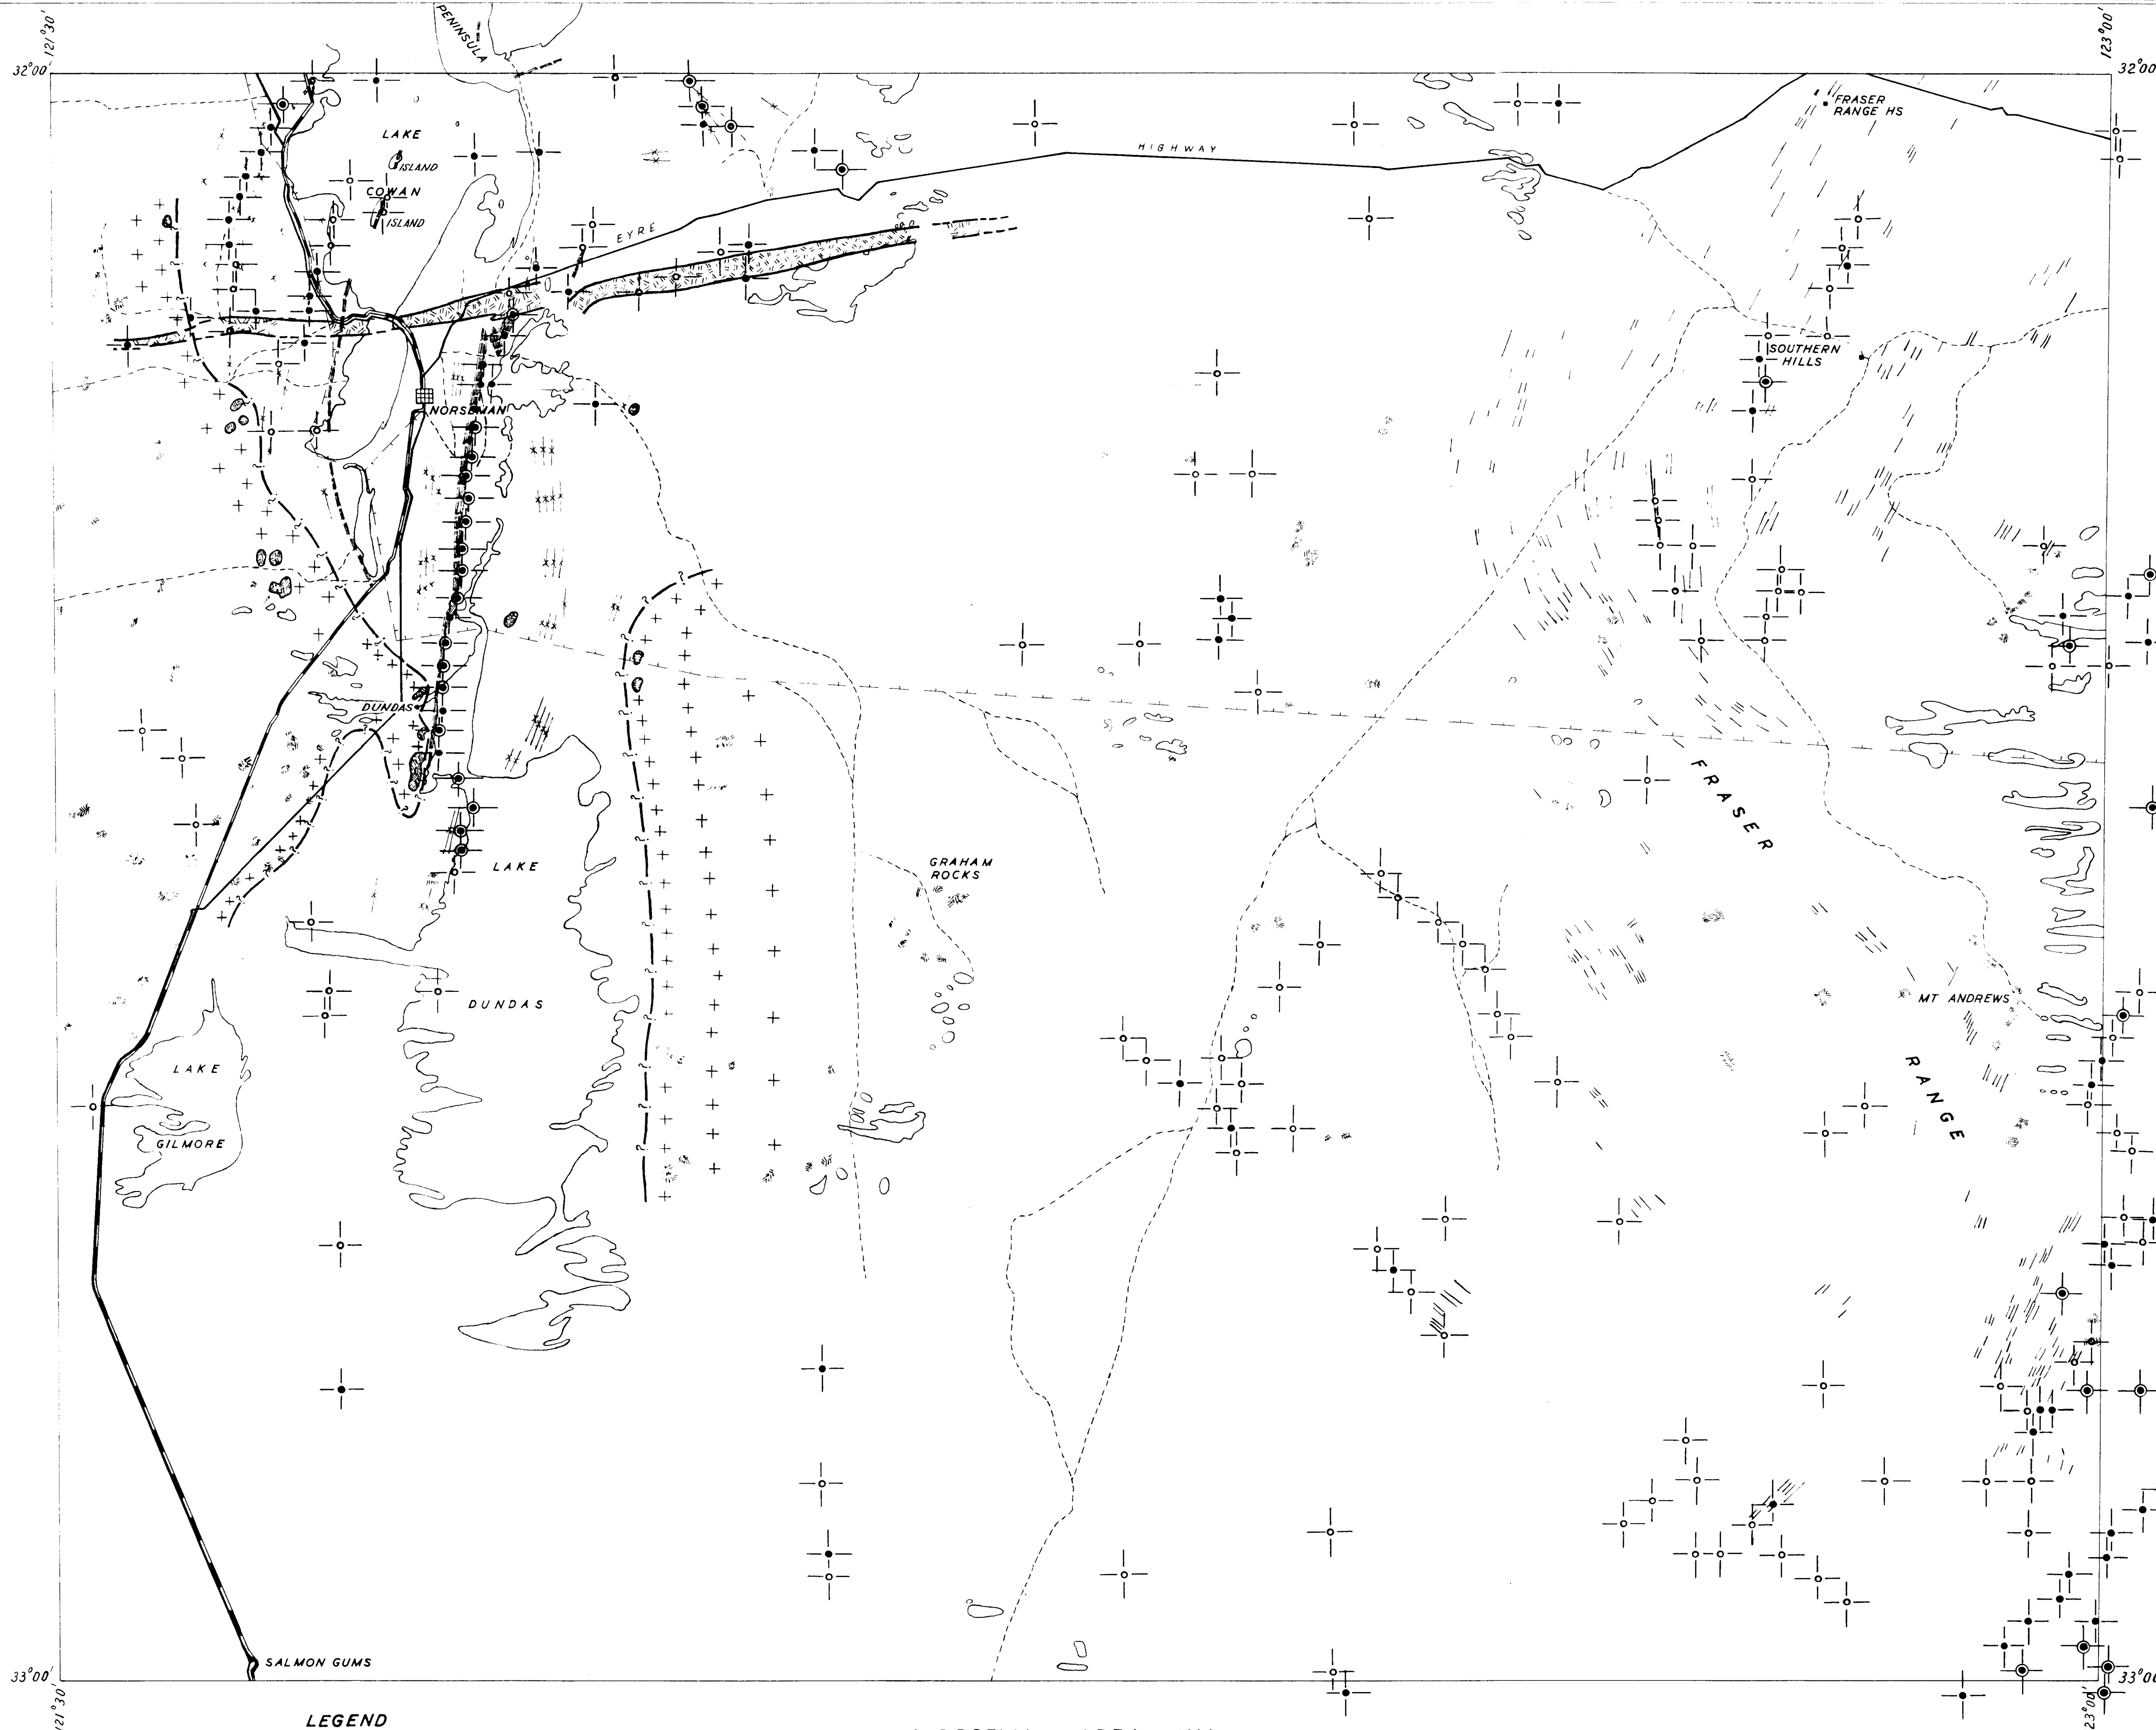 121°30'
123°00'
PENINSULA
32°00'
32°00'
FRASER
RANGE HS
LAKE
ISLAND
COWAN
ISLAND
HIGHWAY
EYRE
SOUTHERN
HILLS
NORSEMAN
DUNDAS
FRASER
LAKE
GRAHAM
ROCKS
DUNDAS
MT ANDREWS
LAKE
RANGE
GILMORE
SALMON GUMS
33°00'
33°00
121°30'
23°00'
LEGEND